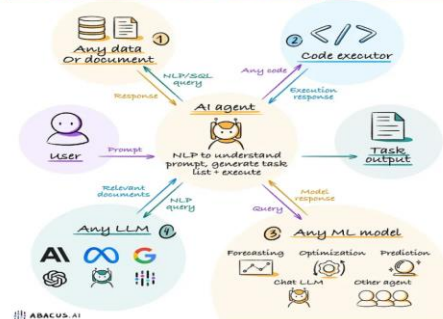 Any data
Or document
1
2
Code executor
NLP/SQL
query
Response
Any code
Execution
response
AI agent
User
Prompt
NLP to understand
prompt, generate task
list + execute
Task
output
Relevant
documents
NLP
query
Model
response
Query
Any LLM
4
3
Any ML model
Forecasting
Optimization
Prediction
Chat LLM
Other agent
ABACUS.AI